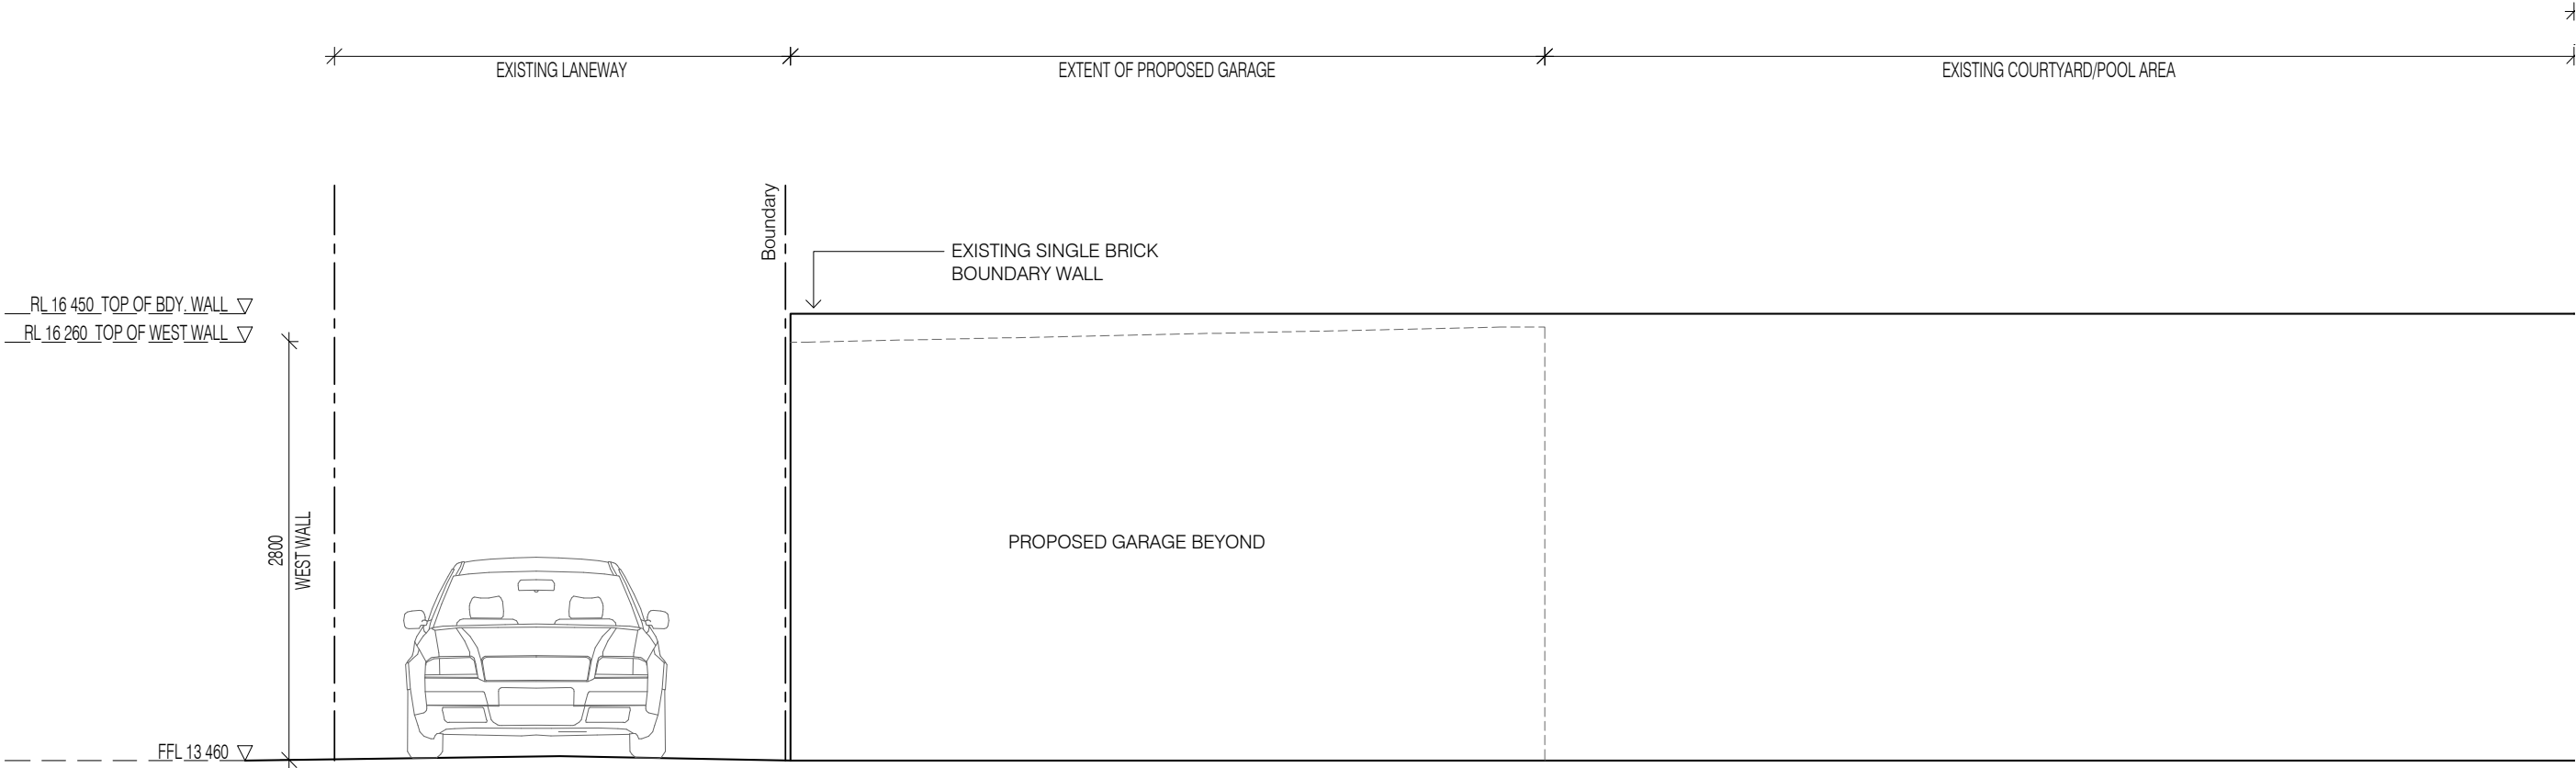 EXISTING LANEWAY
EXTENT OF PROPOSED GARAGE
EXISTING COURTYARD/POOL AREA
Boundary
EXISTING SINGLE BRICK
BOUNDARY WALL
RL 16 450 TOP OF BDY. WALL
RL 16 260 TOP OF WEST WALL
2800
WEST WALL
PROPOSED GARAGE BEYOND
FFL 13 460